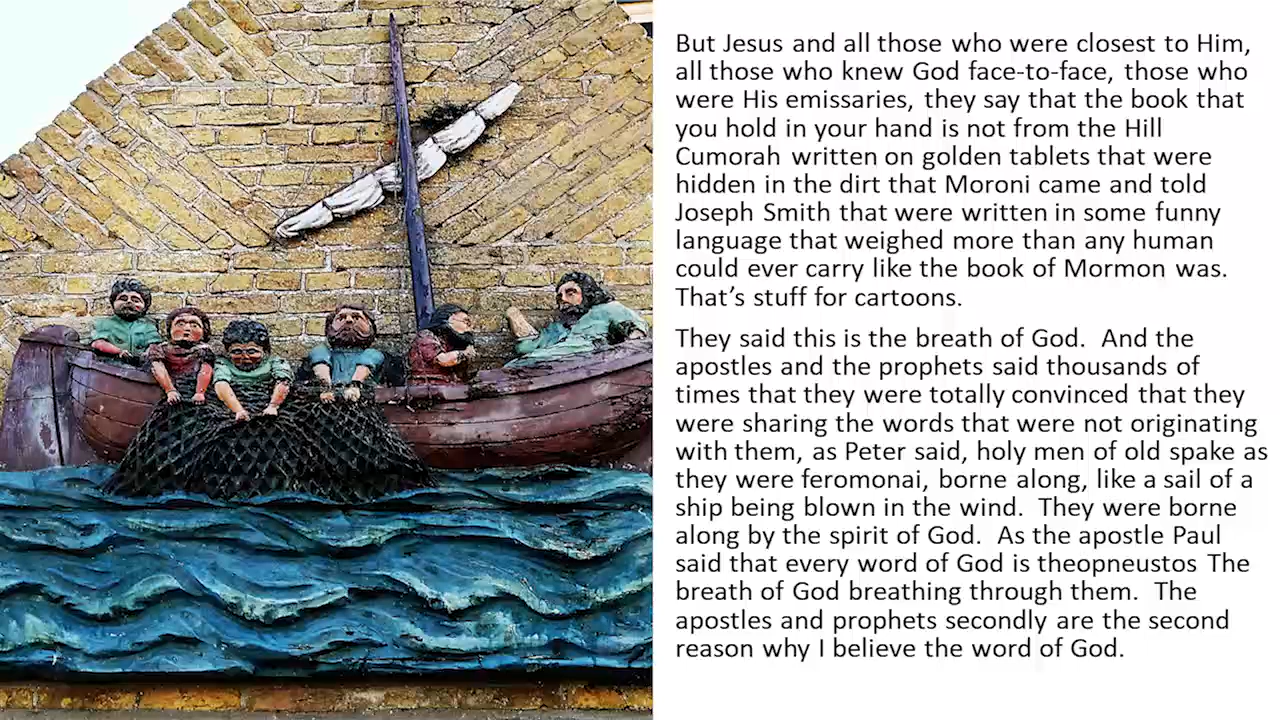 But Jesus and all those who were closest to Him,
all those who knew God face-to-face, those who
were His emissaries, they say that the book that
you hold in your hand is not from the Hill
Cumorah written on golden tablets that were
hidden in the dirt that Moroni came and told
Joseph Smith that were written in some funny
language that weighed more than any human
could ever carry like the book of Mormon was.
That’s stuff for cartoons.
They said this is the breath of God.  And the
apostles and the prophets said thousands of
times that they were totally convinced that they
were sharing the words that were not originating
with them, as Peter said, holy men of old spake as
they were feromonai, borne along, like a sail of a
ship being blown in the wind.  They were borne
along by the spirit of God.  As the apostle Paul
said that every word of God is theopneustos The
breath of God breathing through them.  The
apostles and prophets secondly are the second
reason why I believe the word of God.